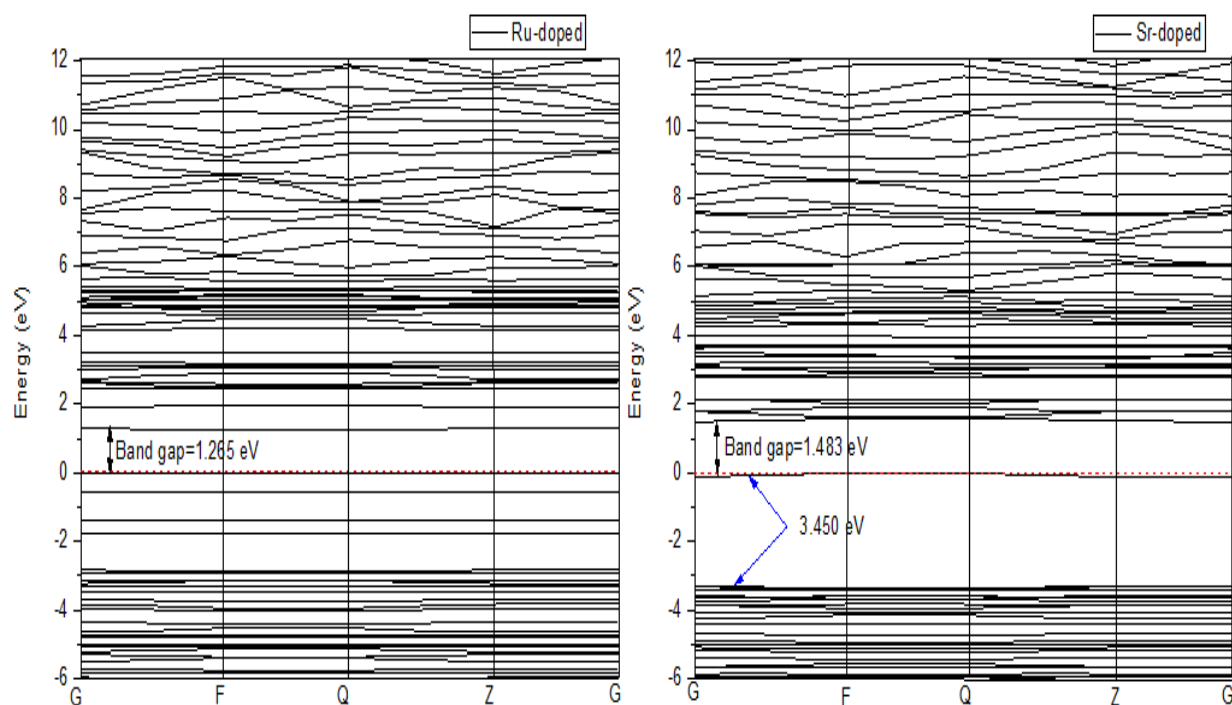 Ru-doped
Energy (eV)
12
10
8
6
4
2
0
-2
-4
-6
Band gap=1.265 eV
G F Q Z G
Sr-doped
Energy (eV)
12
10
8
6
4
2
0
-2
-4
-6
Band gap=1.483 eV
3.450 eV
G F Q Z G